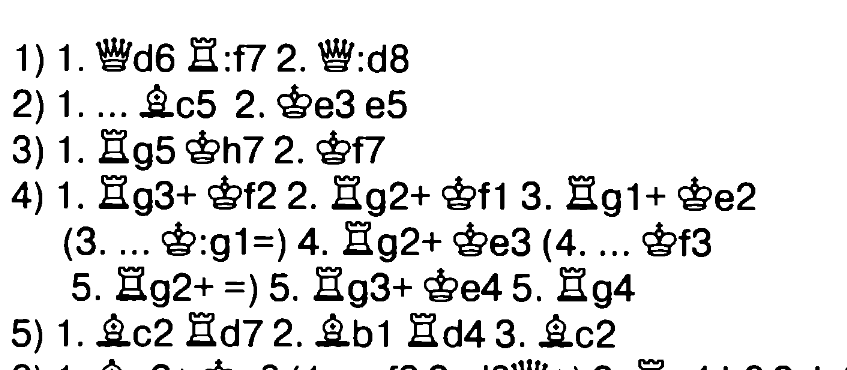 1) 1. ♕d6 ♖:f7 2. ♕:d8
2) 1. ... ♗c5 2. ♔e3 e5
3) 1. ♖g5 ♔h7 2. ♔f7
4) 1. ♖g3+ ♔f2 2. ♖g2+ ♔f1 3. ♖g1+ ♔e2
(3. ... ♔:g1=) 4. ♖g2+ ♔e3 (4. ... ♔f3
5. ♖g2+ =) 5. ♖g3+ ♔e4 5. ♖g4
5) 1. ♗c2 ♖d7 2. ♗b1 ♖d4 3. ♗c2